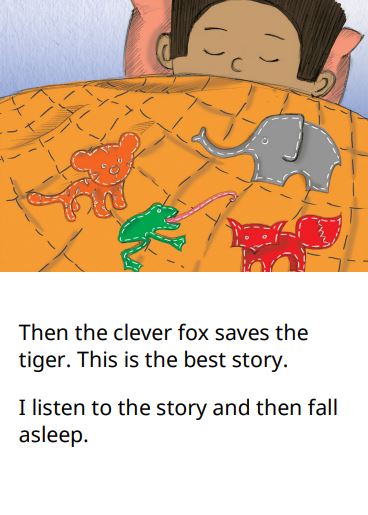 Then the clever fox saves the
tiger. This is the best story.
I listen to the story and then fall
asleep.